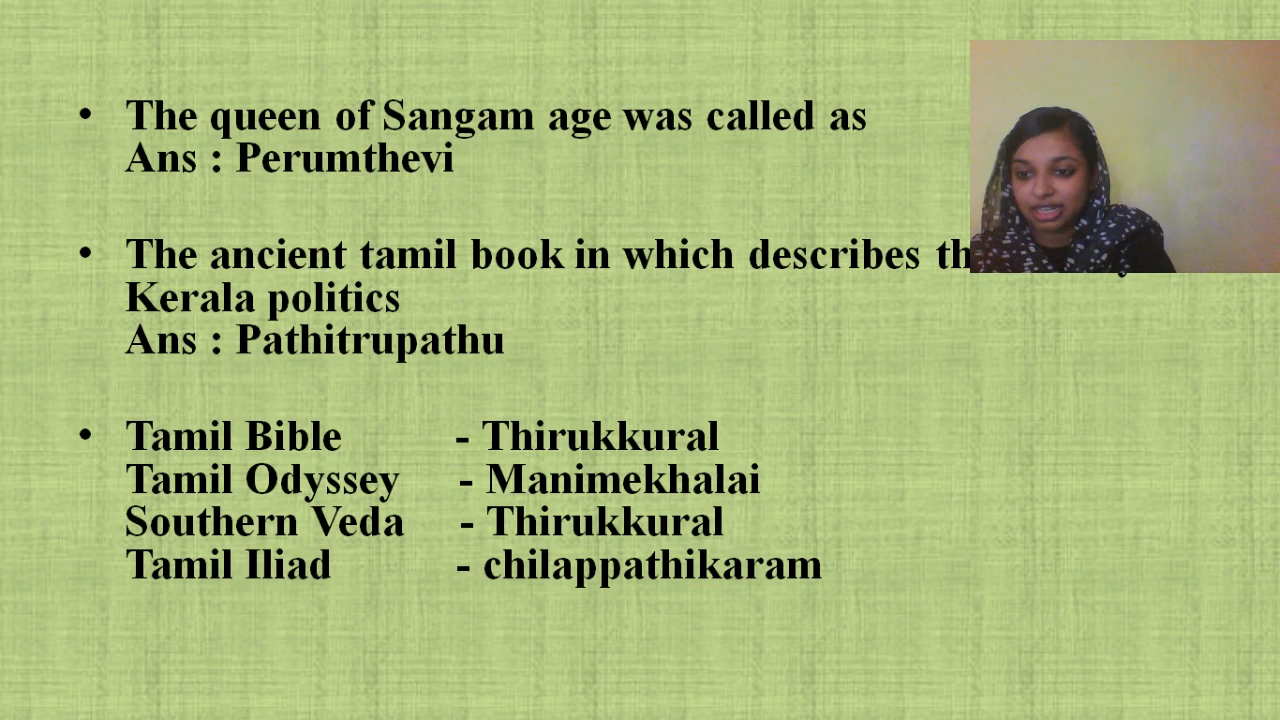 • The queen of Sangam age was called as
Ans : Perumthevi
• The ancient tamil book in which describes
Kerala politics
Ans : Pathitrupathu
• Tamil Bible - Thirukkural
Tamil Odyssey - Manimekhalai
Southern Veda - Thirukkural
Tamil Iliad - chilappathikaram